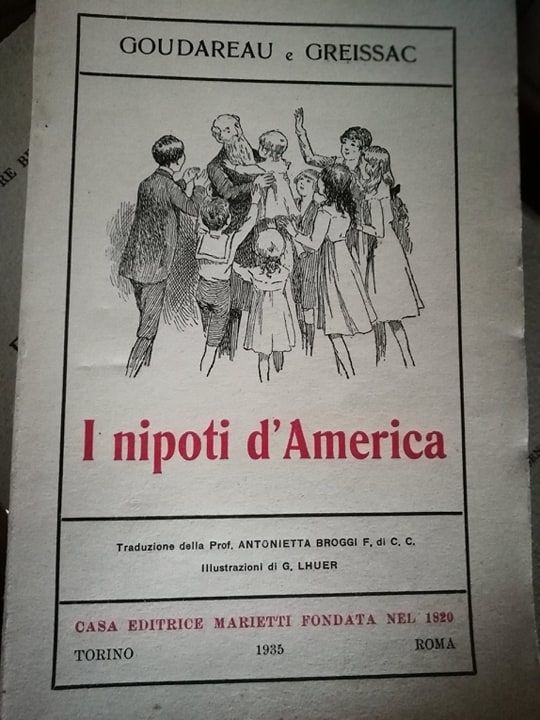 GOUDAREAU e GREISSAC
I nipoti d'America
Traduzione della Prof. ANTONIETTA BROGGI F. di C. C.
Illustrazioni di G. LHUER
CASA EDITRICE MARIETTI FONDATA NEL 1820
TORINO 1935 ROMA